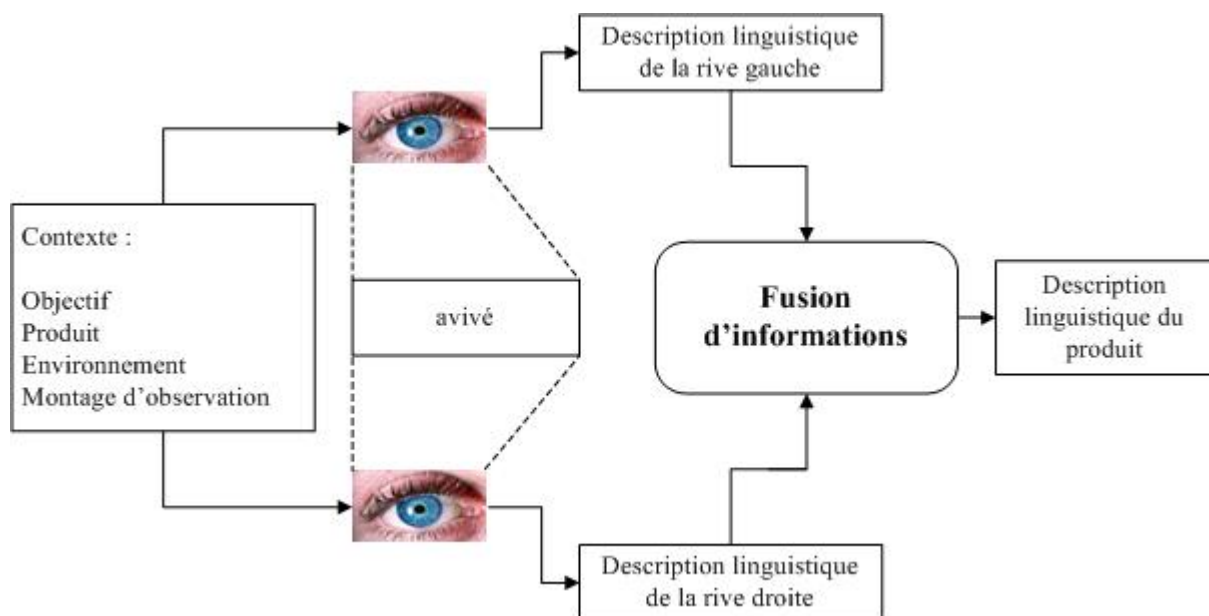 Description linguistique
de la rive gauche
Contexte :
Objectif
Produit
Environnement
Montage d’observation
avivé
Fusion
d’informations
Description
linguistique du
produit
Description linguistique
de la rive droite